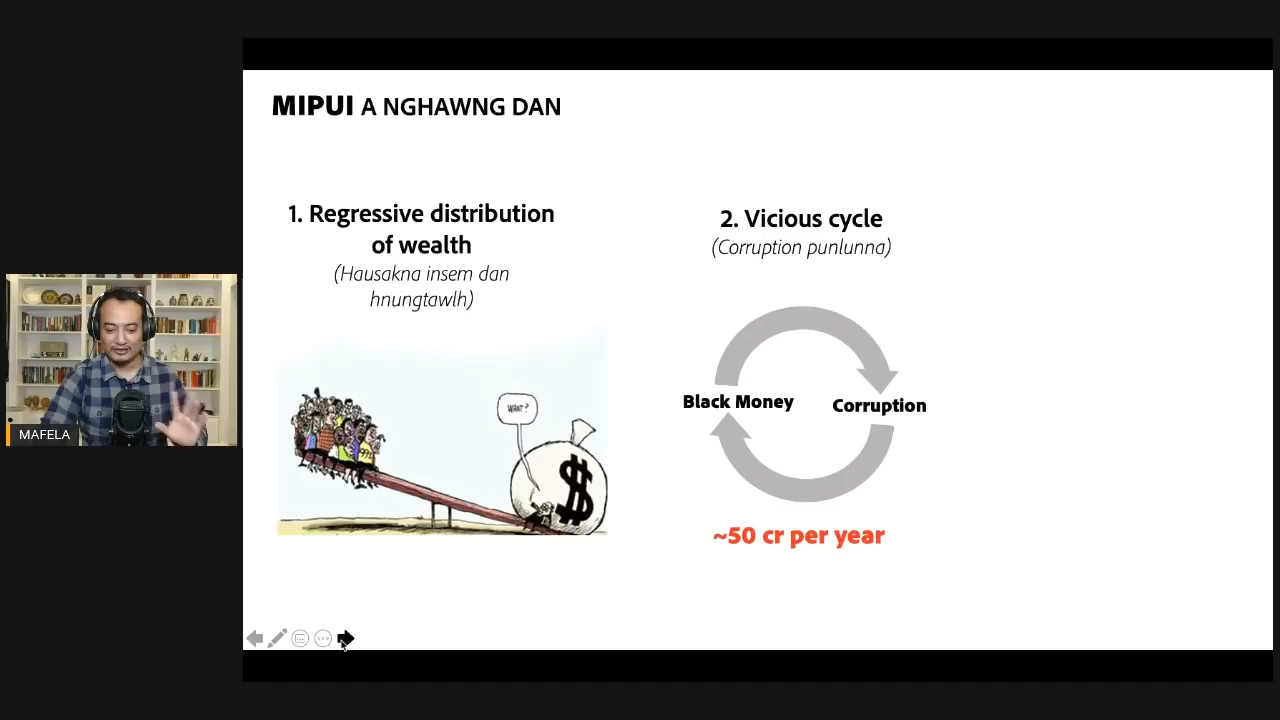 MIPUI A NGHAWNG DAN
1. Regressive distribution
of wealth
(Hausakna insem dan
hnungtawlh)
WHAT?
$
2. Vicious cycle
(Corruption punlunna)
Black Money
Corruption
~50 cr per year
MAFELA